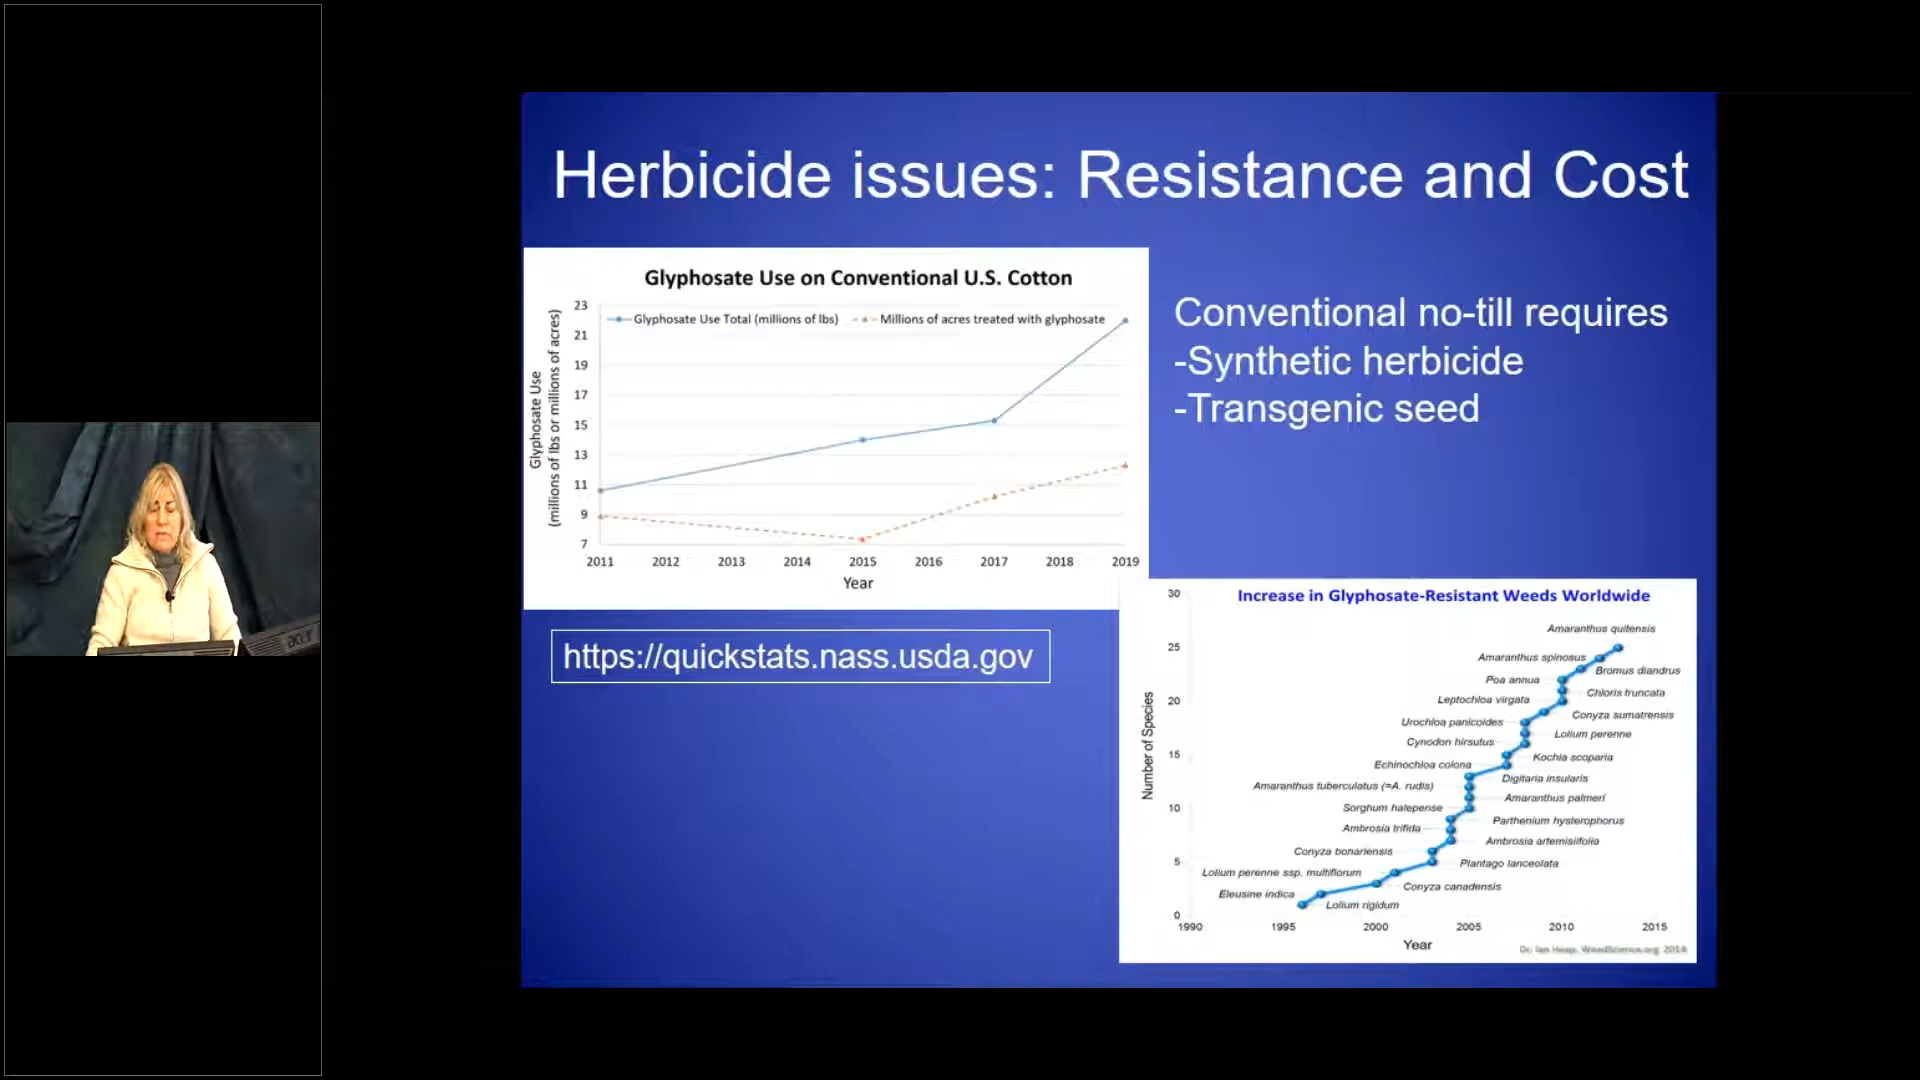 Herbicide issues: Resistance and Cost
Glyphosate Use on Conventional U.S. Cotton
Glyphosate Use Total (millions of lbs)
Millions of acres treated with glyphosate
Glyphosate Use
(millions of lbs or millions of acres)
23
21
19
17
15
13
11
9
7
2011 2012 2013 2014 2015 2016 2017 2018 2019
Year
Conventional no-till requires
-Synthetic herbicide
-Transgenic seed
https://quickstats.nass.usda.gov
Increase in Glyphosate-Resistant Weeds Worldwide
Number of Species
30
25
20
15
10
5
0
Amaranthus quitensis
Amaranthus spinosus
Bromus diandrus
Poa annua
Chloris truncata
Leptochloa virgata
Conyza sumatrensis
Urochloa panicoides
Lolium perenne
Cynodon hirsutus
Kochia scoparia
Echinochloa colona
Digitaria insularis
Amaranthus tuberculatus (=A. rudis)
Amaranthus palmeri
Sorghum halepense
Parthenium hysterophorus
Ambrosia trifida
Ambrosia artemisiifolia
Conyza bonariensis
Plantago lanceolata
Lolium perenne ssp. multiflorum
Conyza canadensis
Eleusine indica
Lolium rigidum
1990 1995 2000 2005 2010 2015
Year
Dr. Ian Heap, WeedScience.org 2014
acer